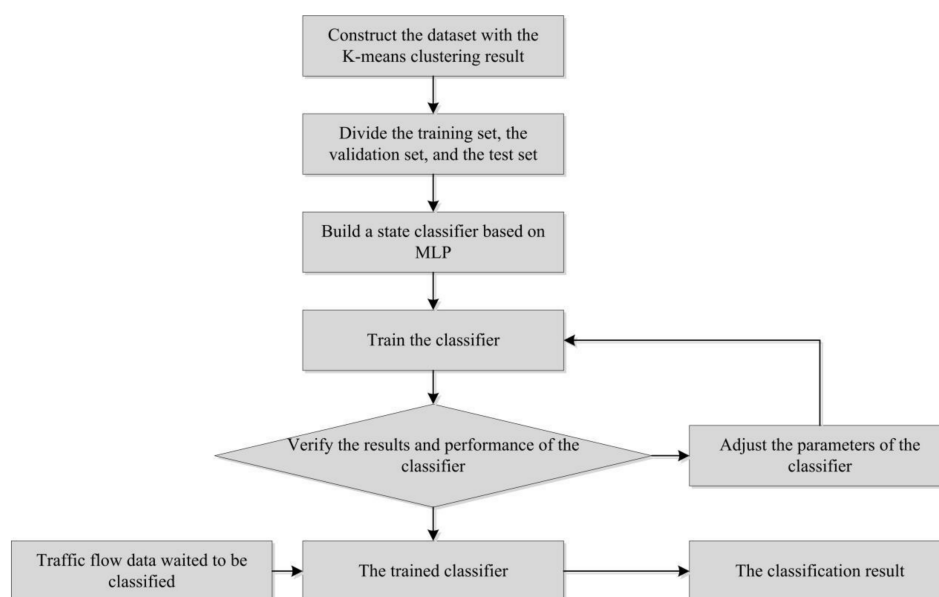 Construct the dataset with the
K-means clustering result
Divide the training set, the
validation set, and the test set
Build a state classifier based on
MLP
Train the classifier
Verify the results and performance of the
classifier
Adjust the parameters of the
classifier
Traffic flow data waited to be
classified
The trained classifier
The classification result